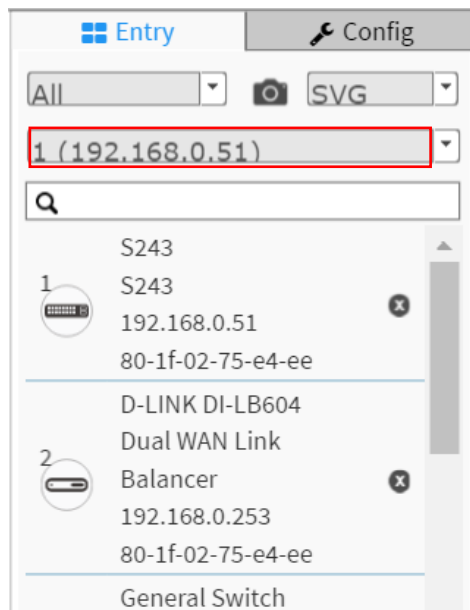 Entry
Config
All
SVG
1 (192.168.0.51)
1
S243
S243
192.168.0.51
80-1f-02-75-e4-ee
2
D-LINK DI-LB604
Dual WAN Link
Balancer
192.168.0.253
80-1f-02-75-e4-ee
General Switch